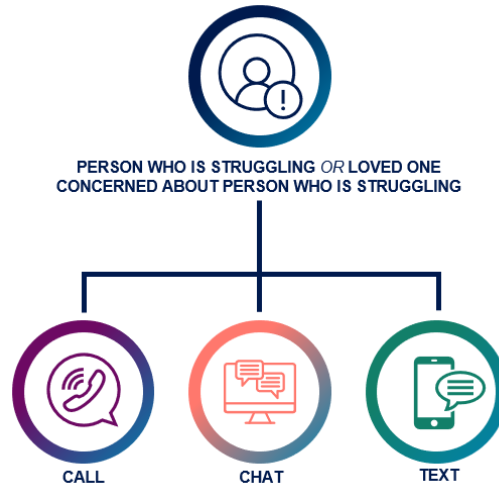 PERSON WHO IS STRUGGLING OR LOVED ONE
CONCERNED ABOUT PERSON WHO IS STRUGGLING
CALL
CHAT
TEXT